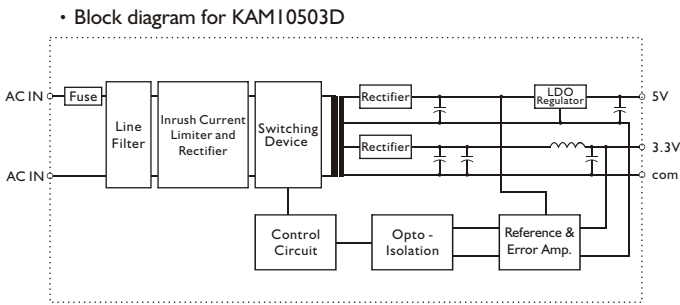 • Block diagram for KAM10503D
AC IN
Fuse
Line
Filter
Inrush Current
Limiter and
Rectifier
Switching
Device
Rectifier
LDO
Regulator
5V
Rectifier
3.3V
AC IN
com
Control
Circuit
Opto -
Isolation
Reference &
Error Amp.